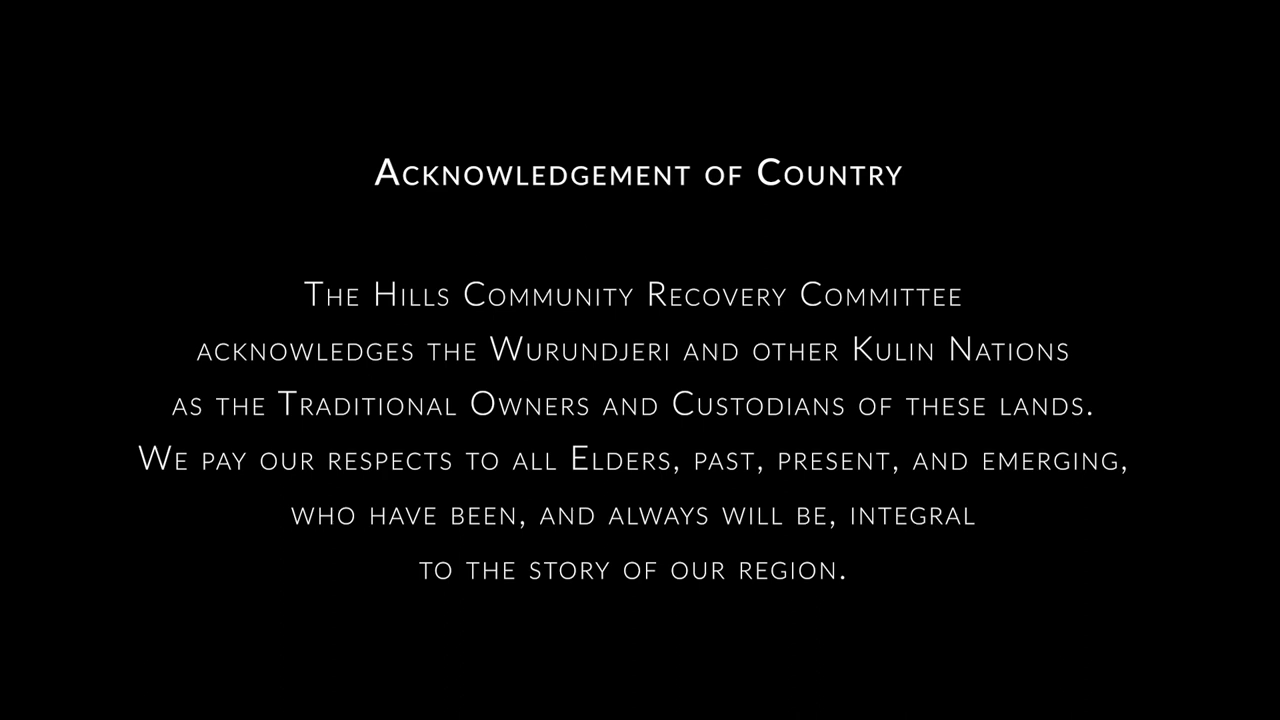 Acknowledgement of Country
The Hills Community Recovery Committee
acknowledges the Wurundjeri and other Kulin Nations
as the Traditional Owners and Custodians of these lands.
We pay our respects to all Elders, past, present, and emerging,
who have been, and always will be, integral
to the story of our region.